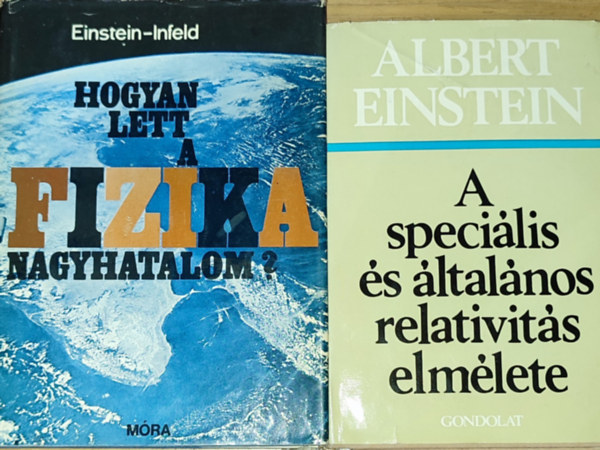 Einstein-Infeld
HOGYAN
LETT
A
FIZIKA
NAGYHATALOM?
MÓRA
ALBERT
EINSTEIN
A
speciális
és általános
relativitás
elmélete
GONDOLAT